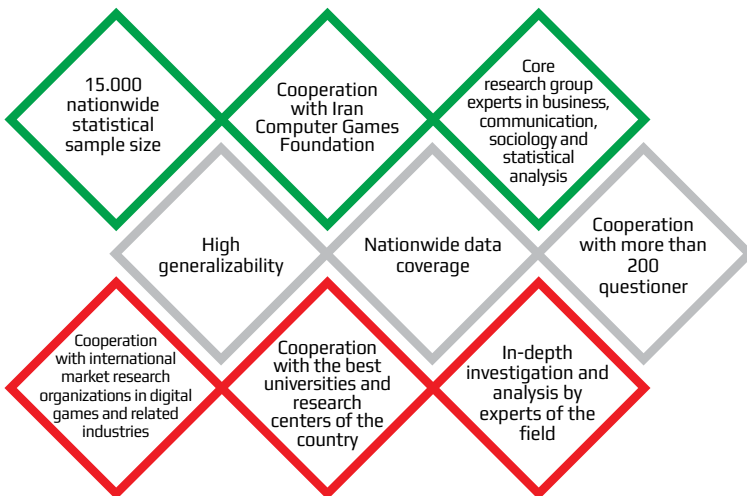 15.000
nationwide
statistical
sample size
Cooperation
with Iran
Computer Games
Foundation
Core
research group
experts in business,
communication,
sociology and
statistical
analysis
High
generalizability
Nationwide data
coverage
Cooperation
with more than
200
questioner
Cooperation
with international
market research
organizations in digital
games and related
industries
Cooperation
with the best
universities and
research
centers of the
country
In-depth
investigation and
analysis by
experts of the
field